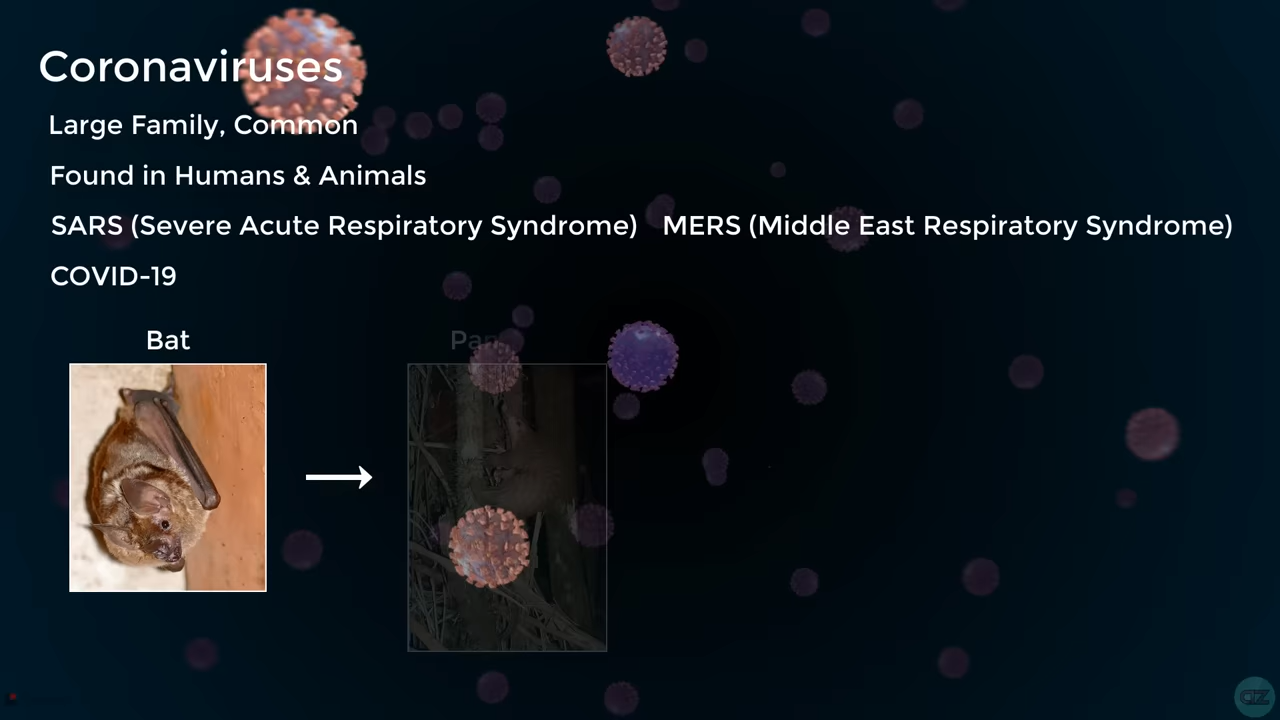 Coronaviruses
Large Family, Common
Found in Humans & Animals
SARS (Severe Acute Respiratory Syndrome) MERS (Middle East Respiratory Syndrome)
COVID-19
Bat